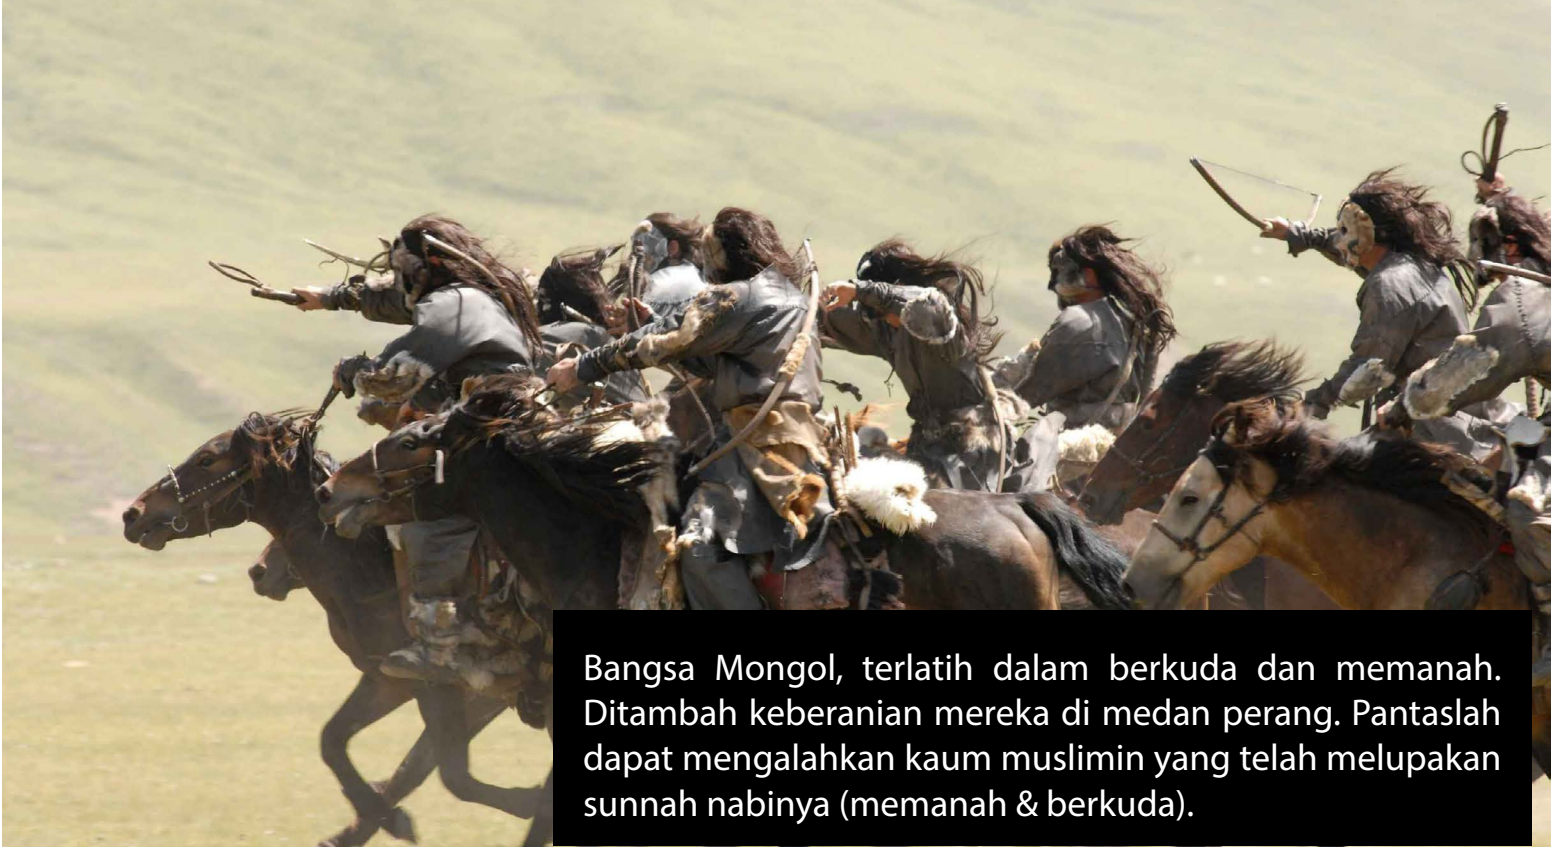 Bangsa Mongol, terlatih dalam berkuda dan memanah.
Ditambah keberanian mereka di medan perang. Pantaslah
dapat mengalahkan kaum muslimin yang telah melupakan
sunnah nabinya (memanah & berkuda).